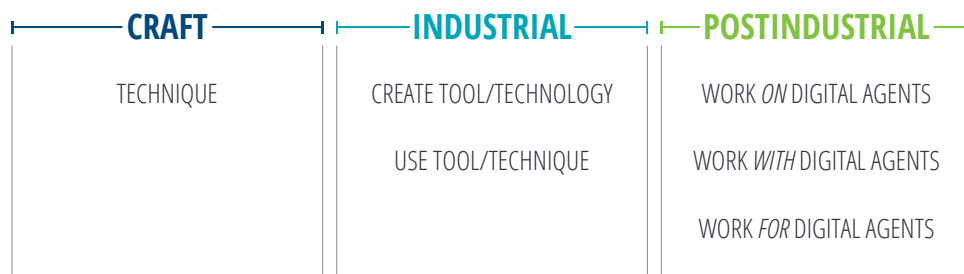 CRAFT
TECHNIQUE
INDUSTRIAL
CREATE TOOL/TECHNOLOGY
USE TOOL/TECHNIQUE
POSTINDUSTRIAL
WORK ON DIGITAL AGENTS
WORK WITH DIGITAL AGENTS
WORK FOR DIGITAL AGENTS